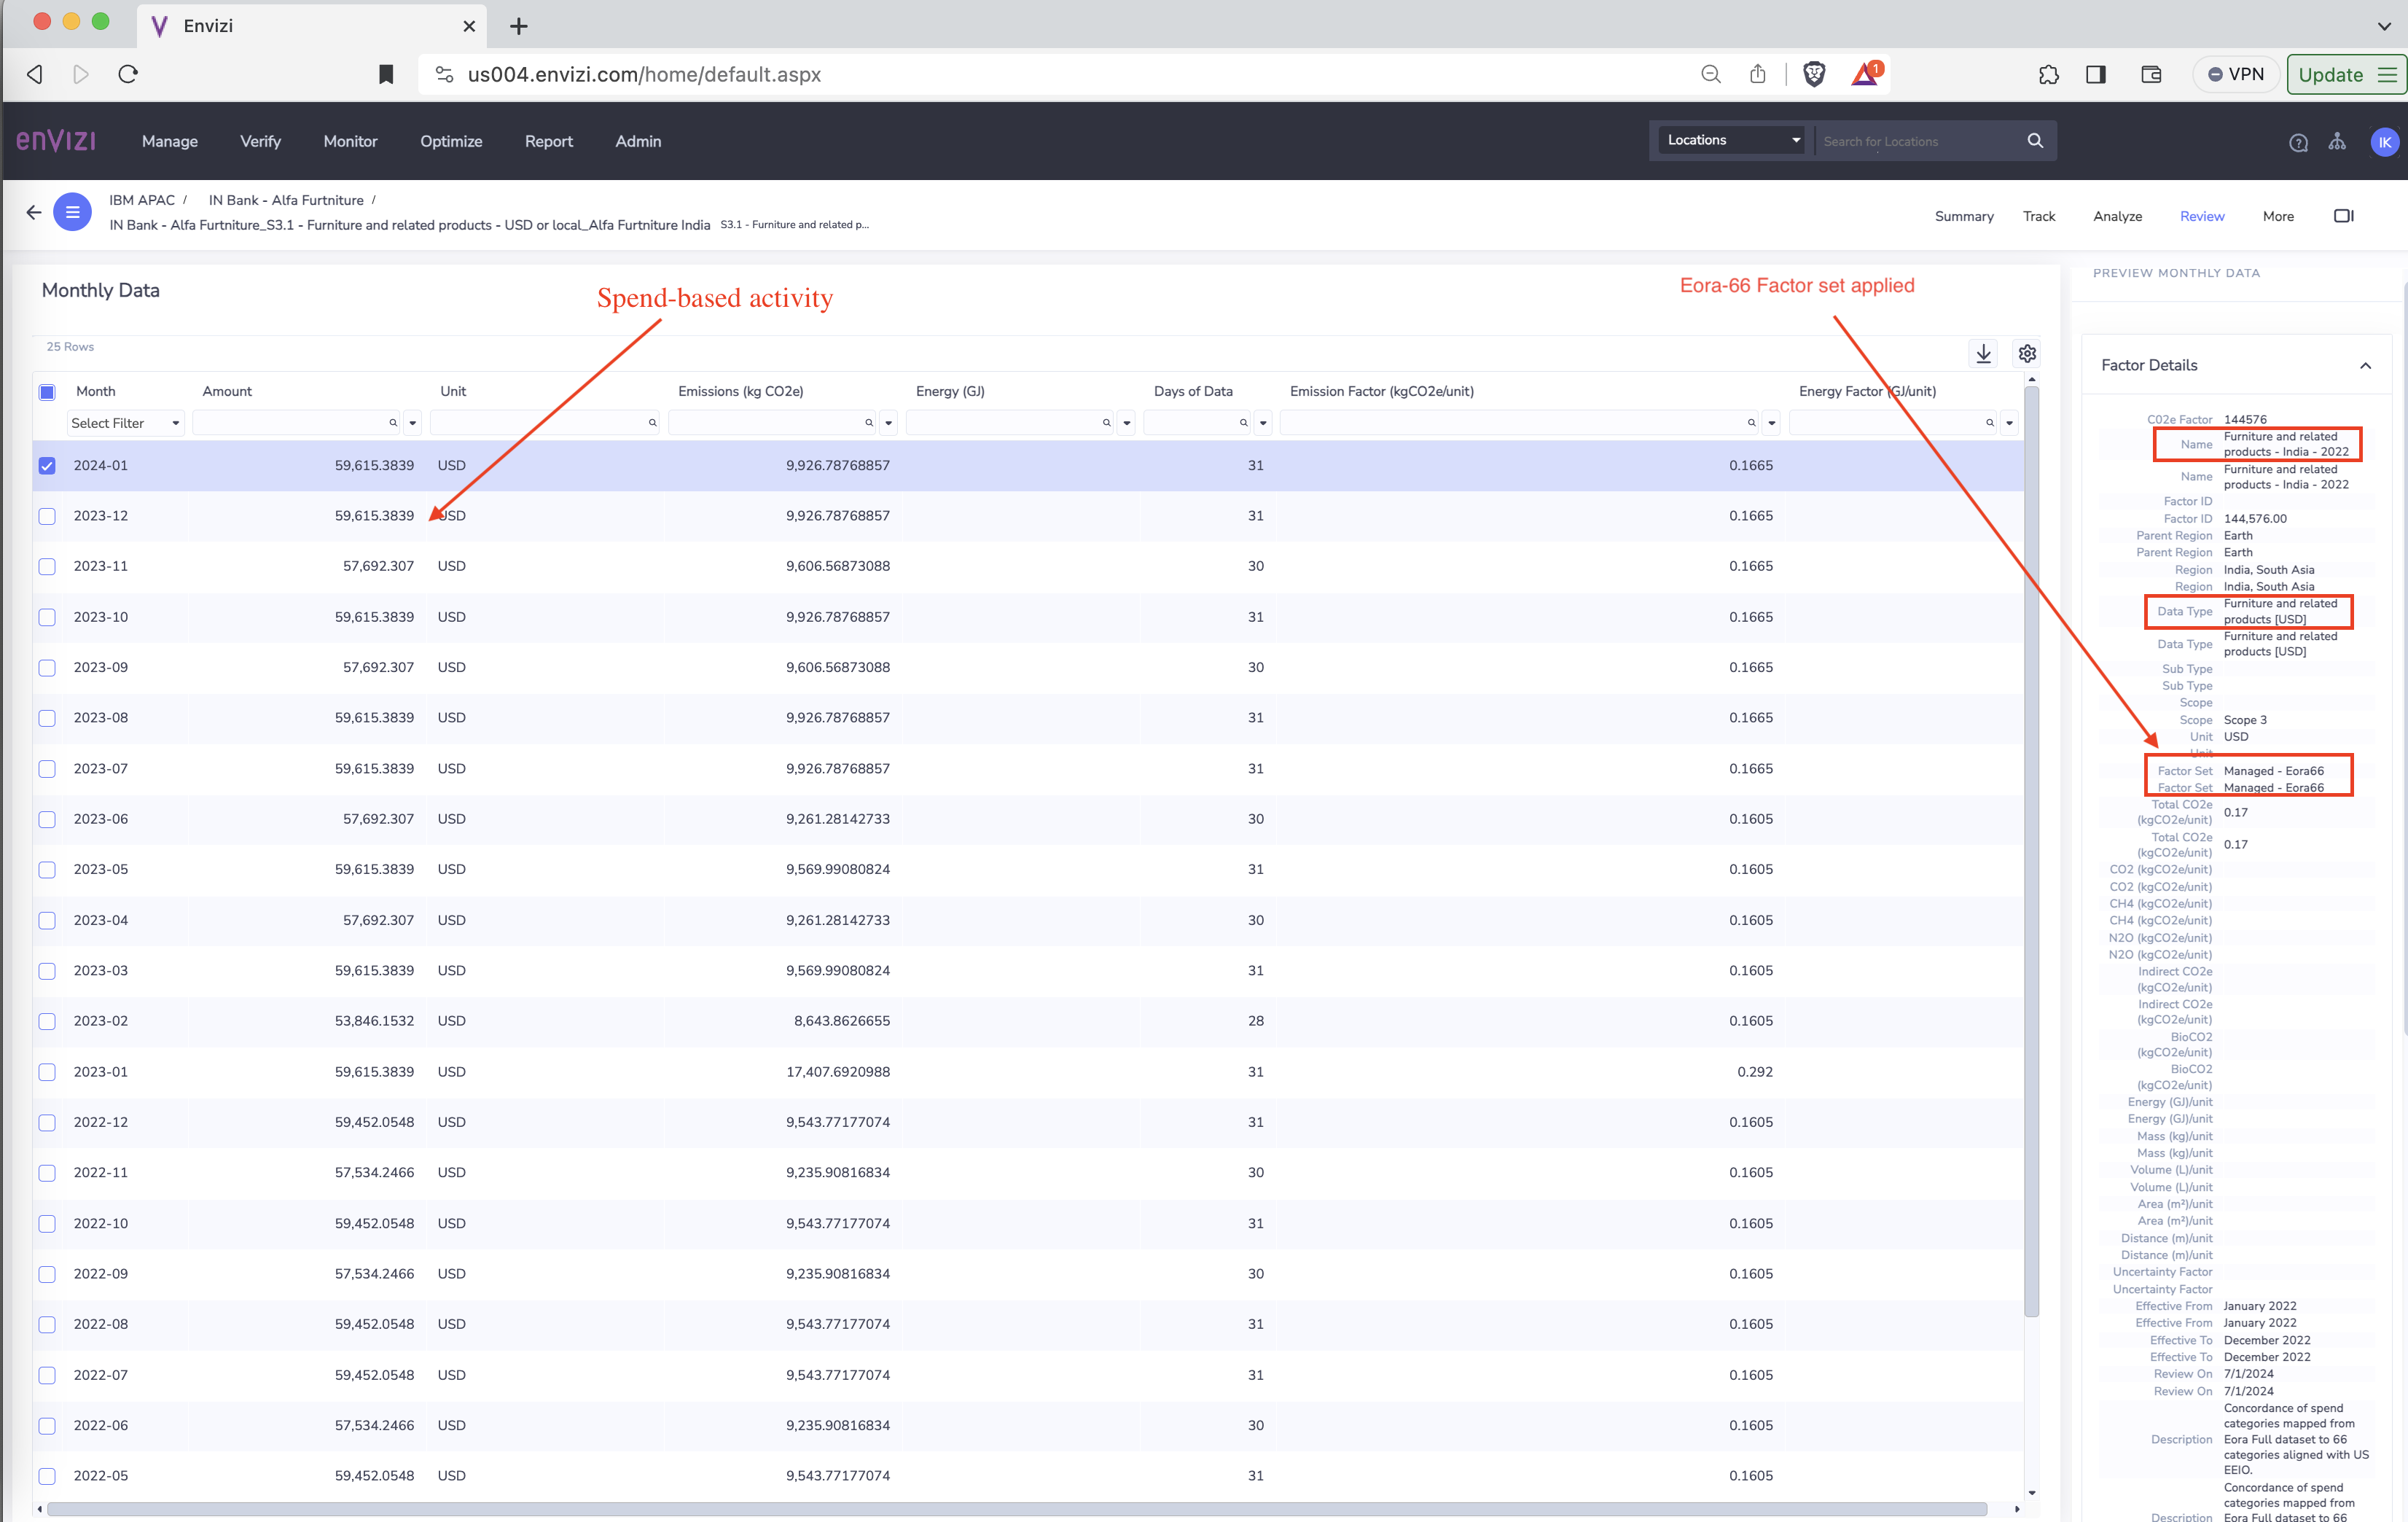 Envizi
us004.envizi.com/home/default.aspx
1
VPN
Update
enVIZI
Manage Verify Monitor Optimize Report Admin
Locations
Search for Locations
IK
IBM APAC / IN Bank - Alfa Furtniture /
IN Bank - Alfa Furtniture_S3.1 - Furniture and related products - USD or local_Alfa Furtniture India S3.1 - Furniture and related p...
Summary Track Analyze Review More
Monthly Data
Spend-based activity
Eora-66 Factor set applied
25 Rows
Month Amount Unit Emissions (kg CO2e) Energy (GJ) Days of Data Emission Factor (kgCO2e/unit) Energy Factor (GJ/unit)
Select Filter
2024-01 59,615.3839 USD 9,926.78768857 31 0.1665
2023-12 59,615.3839 USD 9,926.78768857 31 0.1665
2023-11 57,692.307 USD 9,606.56873088 30 0.1665
2023-10 59,615.3839 USD 9,926.78768857 31 0.1665
2023-09 57,692.307 USD 9,606.56873088 30 0.1665
2023-08 59,615.3839 USD 9,926.78768857 31 0.1665
2023-07 59,615.3839 USD 9,926.78768857 31 0.1665
2023-06 57,692.307 USD 9,261.28142733 30 0.1605
2023-05 59,615.3839 USD 9,569.99080824 31 0.1605
2023-04 57,692.307 USD 9,261.28142733 30 0.1605
2023-03 59,615.3839 USD 9,569.99080824 31 0.1605
2023-02 53,846.1532 USD 8,643.8626655 28 0.1605
2023-01 59,615.3839 USD 17,407.6920988 31 0.292
2022-12 59,452.0548 USD 9,543.77177074 31 0.1605
2022-11 57,534.2466 USD 9,235.90816834 30 0.1605
2022-10 59,452.0548 USD 9,543.77177074 31 0.1605
2022-09 57,534.2466 USD 9,235.90816834 30 0.1605
2022-08 59,452.0548 USD 9,543.77177074 31 0.1605
2022-07 59,452.0548 USD 9,543.77177074 31 0.1605
2022-06 57,534.2466 USD 9,235.90816834 30 0.1605
2022-05 59,452.0548 USD 9,543.77177074 31 0.1605
PREVIEW MONTHLY DATA
Factor Details
C02e Factor 144576
Name Furniture and related
products - India - 2022
Name Furniture and related
products - India - 2022
Factor ID
Factor ID 144,576.00
Parent Region Earth
Parent Region Earth
Region India, South Asia
Region India, South Asia
Data Type Furniture and related
products [USD]
Data Type Furniture and related
products [USD]
Sub Type
Sub Type
Scope
Scope Scope 3
Unit USD
Unit
Factor Set Managed - Eora66
Factor Set Managed - Eora66
Total CO2e
(kgCO2e/unit) 0.17
Total CO2e
(kgCO2e/unit) 0.17
CO2 (kgCO2e/unit)
CO2 (kgCO2e/unit)
CH4 (kgCO2e/unit)
CH4 (kgCO2e/unit)
N2O (kgCO2e/unit)
N2O (kgCO2e/unit)
Indirect CO2e
(kgCO2e/unit)
Indirect CO2e
(kgCO2e/unit)
BioCO2
(kgCO2e/unit)
BioCO2
(kgCO2e/unit)
Energy (GJ)/unit
Energy (GJ)/unit
Mass (kg)/unit
Mass (kg)/unit
Volume (L)/unit
Volume (L)/unit
Area (m²)/unit
Area (m²)/unit
Distance (m)/unit
Distance (m)/unit
Uncertainty Factor
Uncertainty Factor
Effective From January 2022
Effective From January 2022
Effective To December 2022
Effective To December 2022
Review On 7/1/2024
Review On 7/1/2024
Concordance of spend
categories mapped from
Description Eora Full dataset to 66
categories aligned with US
EEIO.
Concordance of spend
categories mapped from
Description Eora Full dataset to 66